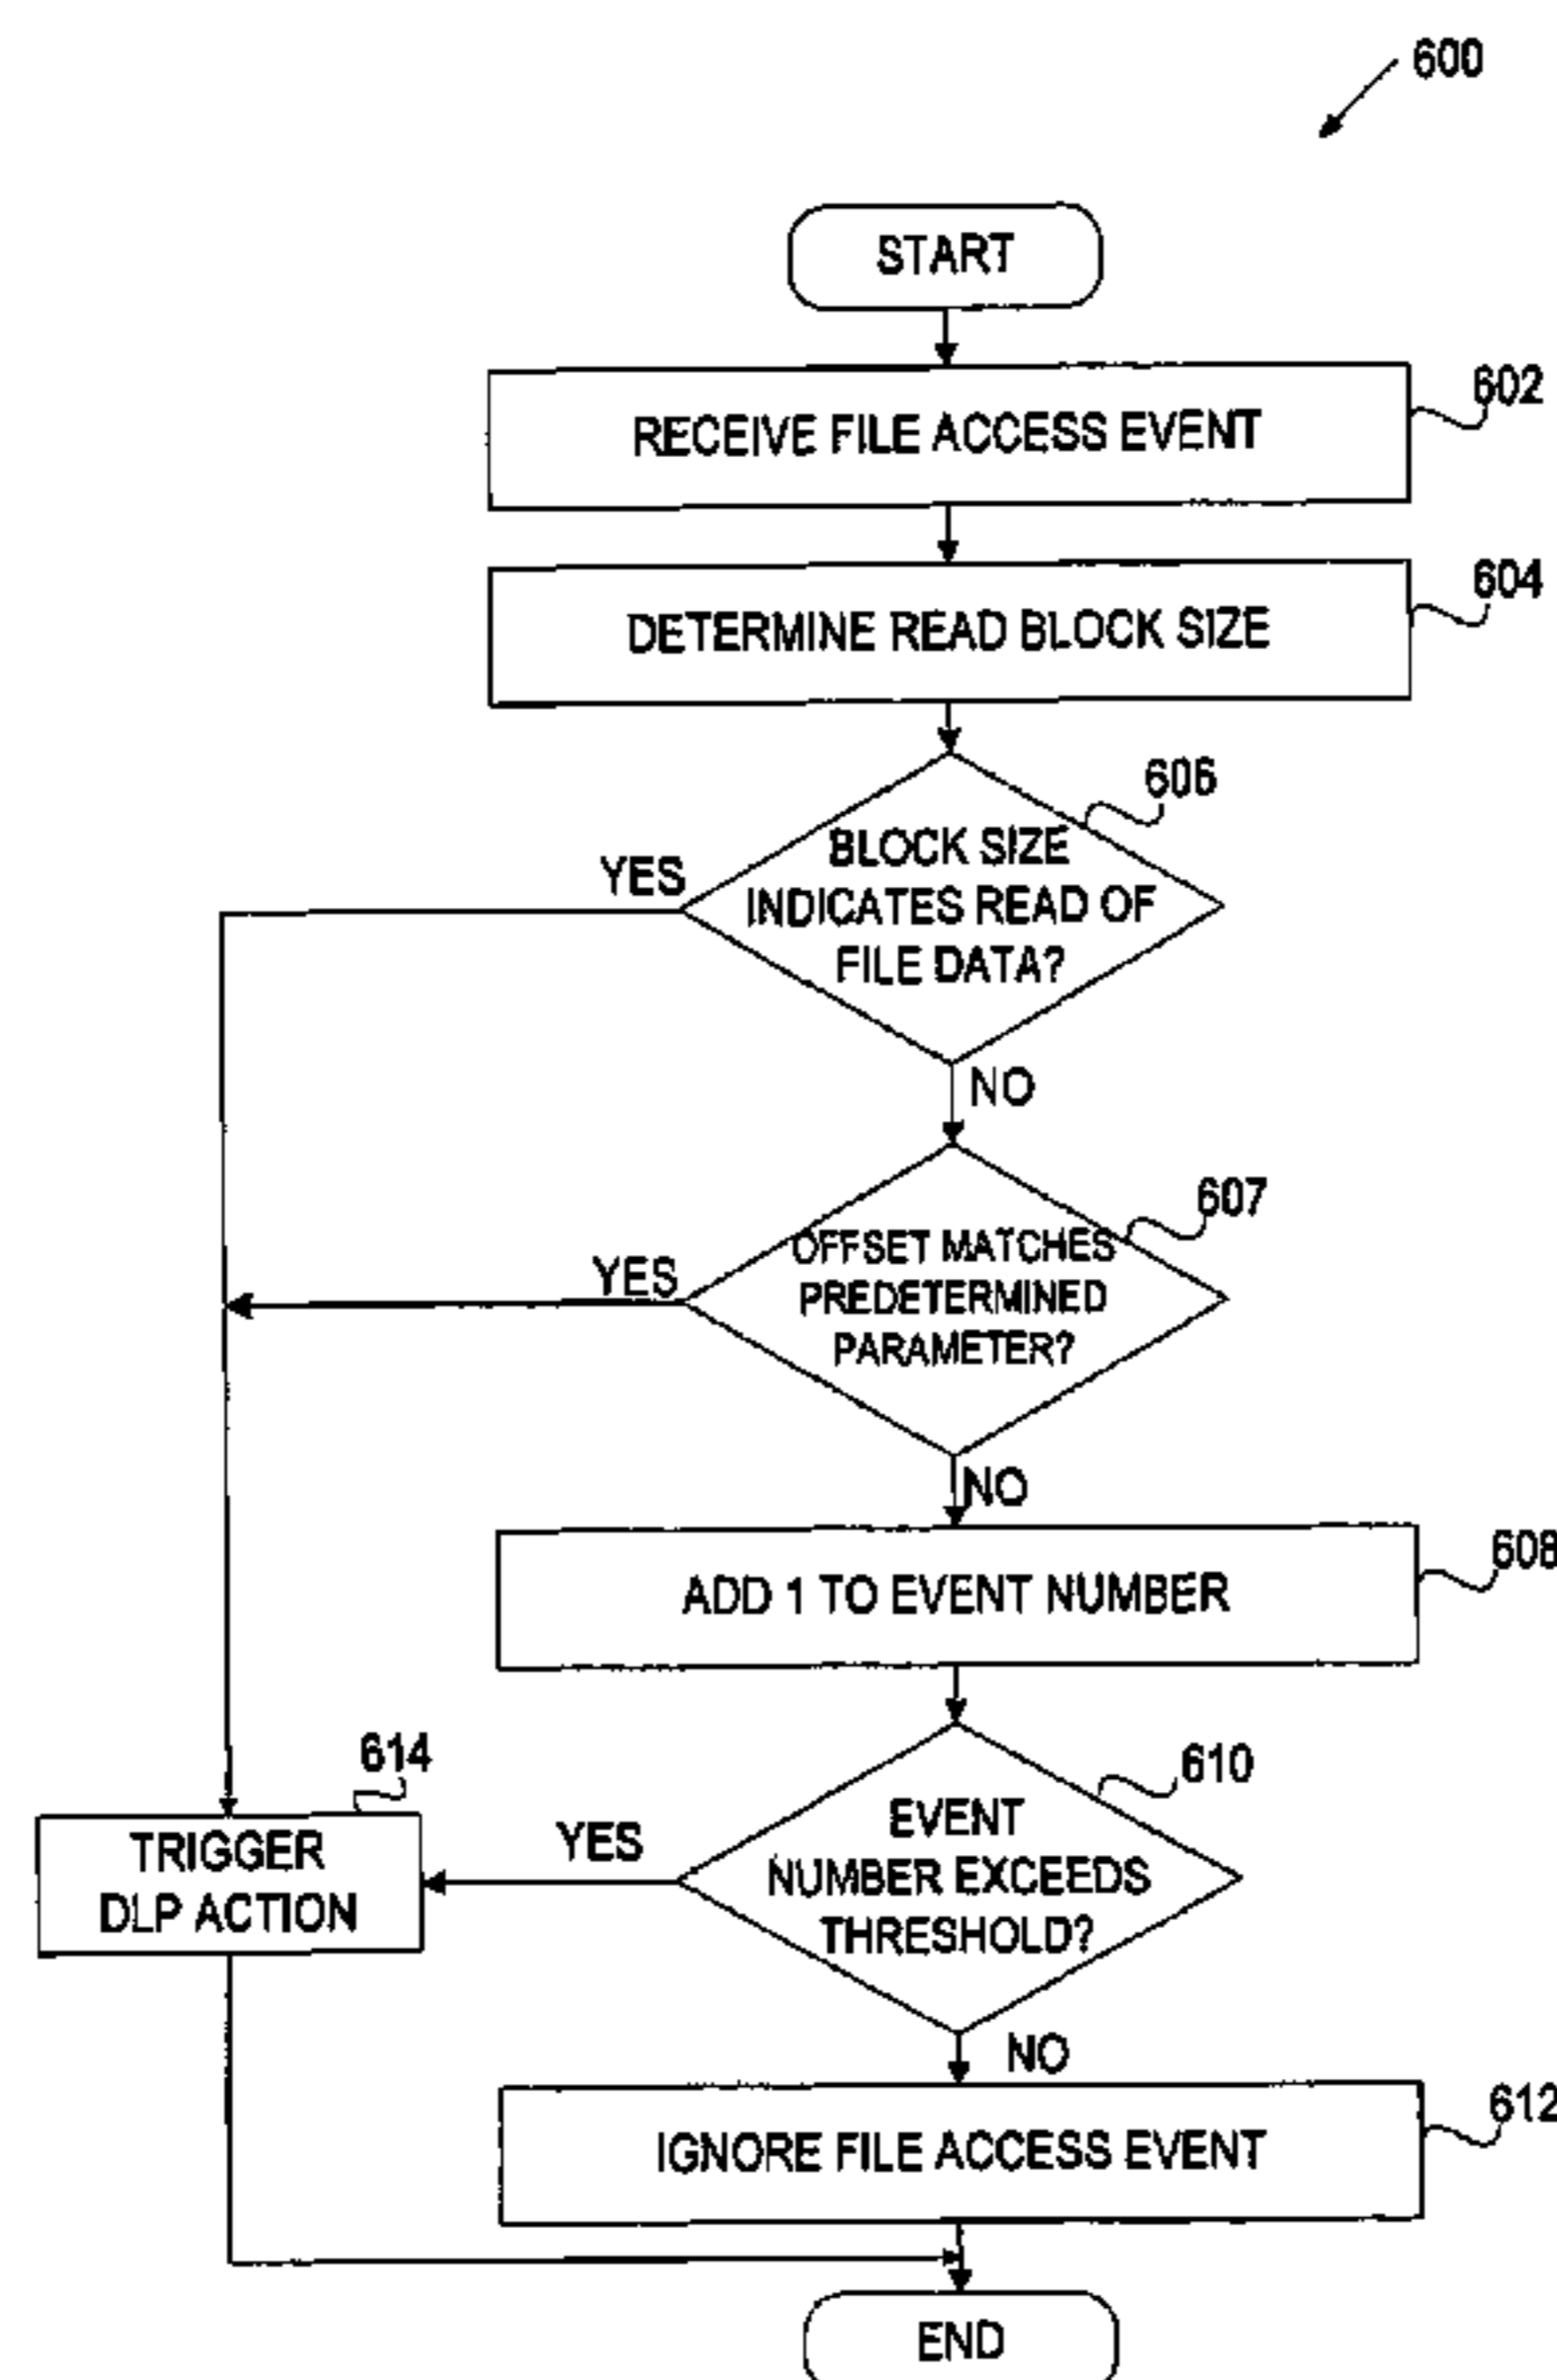 600
START
RECEIVE FILE ACCESS EVENT
602
DETERMINE READ BLOCK SIZE
604
606
BLOCK SIZE
INDICATES READ OF
FILE DATA?
YES
NO
607
OFFSET MATCHES
PREDETERMINED
PARAMETER?
YES
NO
ADD 1 TO EVENT NUMBER
608
610
EVENT
NUMBER EXCEEDS
THRESHOLD?
YES
614
TRIGGER
DLP ACTION
NO
IGNORE FILE ACCESS EVENT
612
END